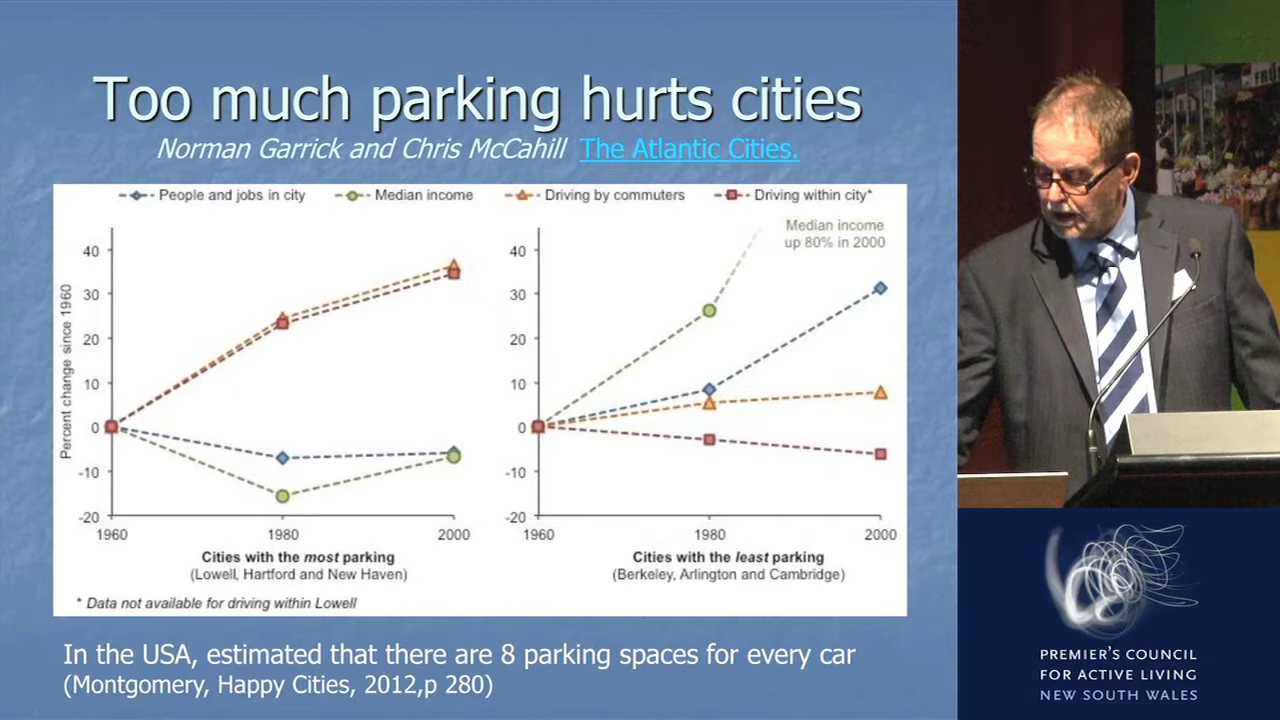 Too much parking hurts cities
Norman Garrick and Chris McCahill The Atlantic Cities.
People and jobs in city
Median income
Driving by commuters
Driving within city*
Percent change since 1960
40
30
20
10
0
-10
-20
1960
1980
2000
Cities with the most parking
(Lowell, Hartford and New Haven)
Median income
up 80% in 2000
40
30
20
10
0
-10
-20
1960
1980
2000
Cities with the least parking
(Berkeley, Arlington and Cambridge)
* Data not available for driving within Lowell
In the USA, estimated that there are 8 parking spaces for every car
(Montgomery, Happy Cities, 2012,p 280)
PREMIER'S COUNCIL
FOR ACTIVE LIVING
NEW SOUTH WALES